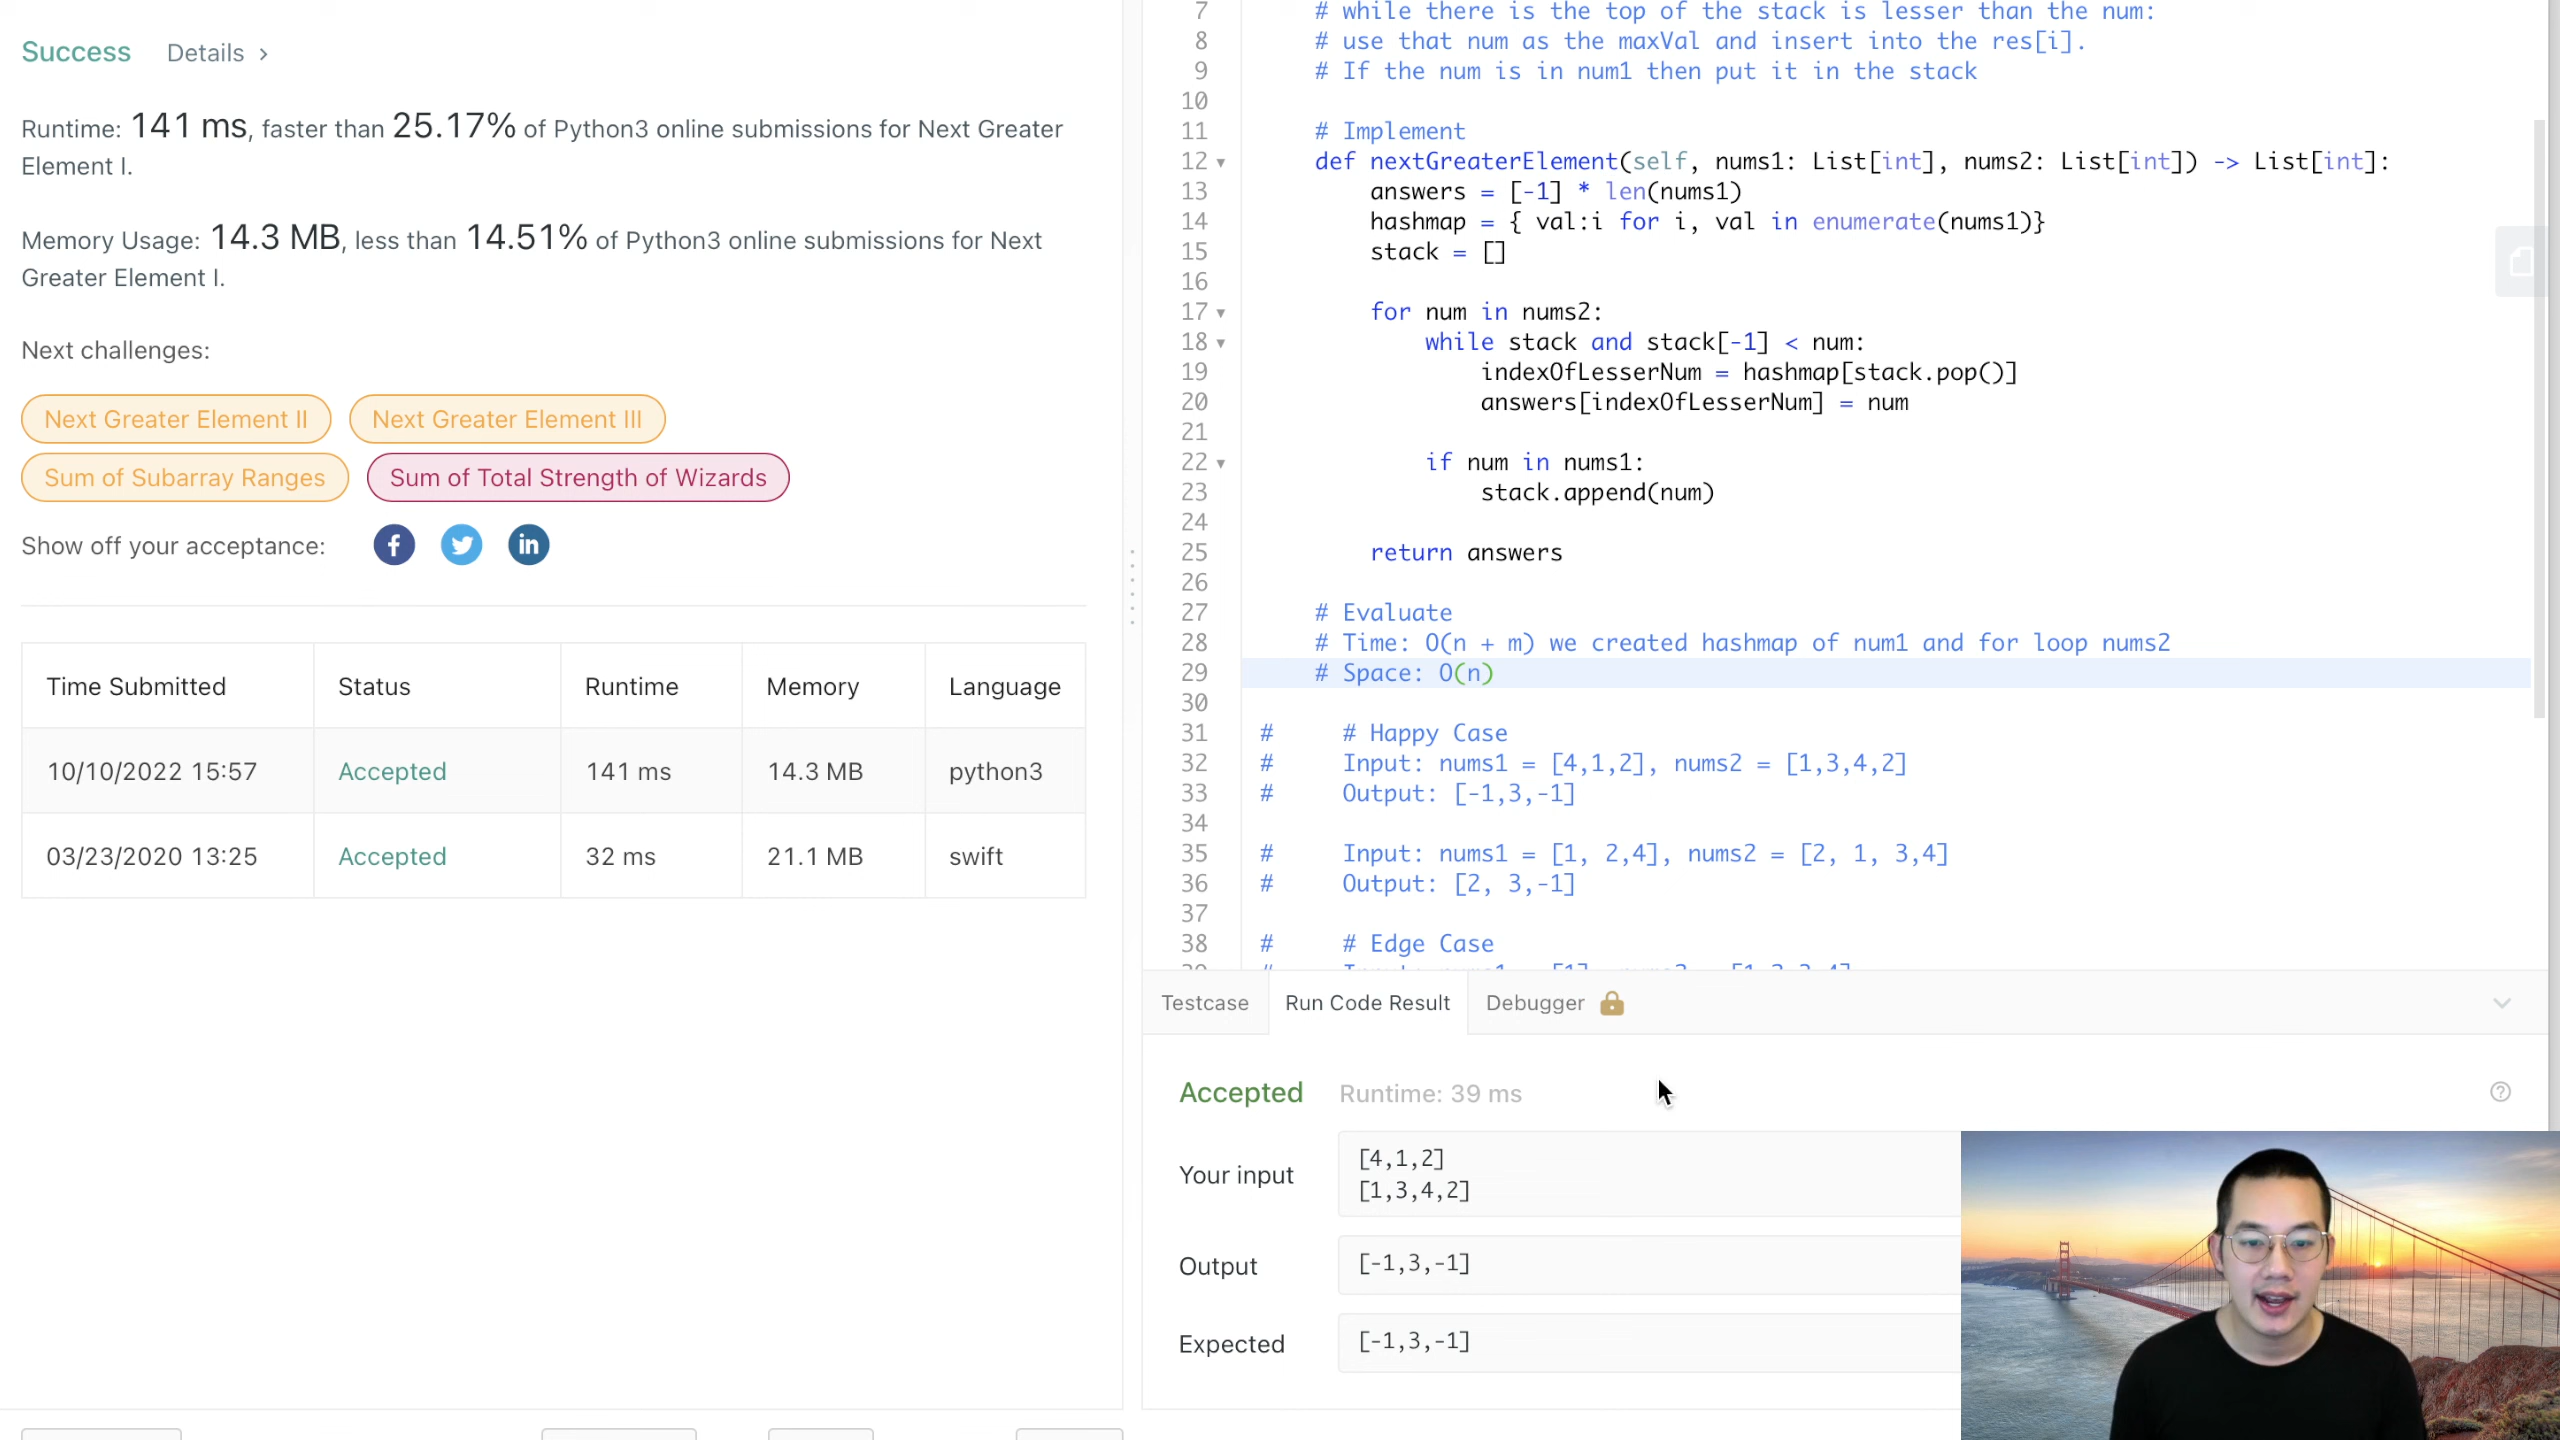 Success Details >
Runtime: 141 ms, faster than 25.17% of Python3 online submissions for Next Greater
Element I.
Memory Usage: 14.3 MB, less than 14.51% of Python3 online submissions for Next
Greater Element I.
Next challenges:
Next Greater Element II Next Greater Element III
Sum of Subarray Ranges Sum of Total Strength of Wizards
Show off your acceptance: f in
Time Submitted Status Runtime Memory Language
10/10/2022 15:57 Accepted 141 ms 14.3 MB python3
03/23/2020 13:25 Accepted 32 ms 21.1 MB swift
7 # while there is the top of the stack is lesser than the num:
8 # use that num as the maxVal and insert into the res[i].
9 # If the num is in num1 then put it in the stack
10
11 # Implement
12 def nextGreaterElement(self, nums1: List[int], nums2: List[int]) -> List[int]:
13 answers = [-1] * len(nums1)
14 hashmap = { val:i for i, val in enumerate(nums1)}
15 stack = []
16
17 for num in nums2:
18 while stack and stack[-1] < num:
19 indexOfLesserNum = hashmap[stack.pop()]
20 answers[indexOfLesserNum] = num
21
22 if num in nums1:
23 stack.append(num)
24
25 return answers
26
27 # Evaluate
28 # Time: O(n + m) we created hashmap of num1 and for loop nums2
29 # Space: O(n)
30
31 # # Happy Case
32 # Input: nums1 = [4,1,2], nums2 = [1,3,4,2]
33 # Output: [-1,3,-1]
34
35 # Input: nums1 = [1, 2,4], nums2 = [2, 1, 3,4]
36 # Output: [2, 3,-1]
37
38 # # Edge Case
Testcase Run Code Result Debugger
Accepted Runtime: 39 ms
Your input
[4,1,2]
[1,3,4,2]
Output [-1,3,-1]
Expected [-1,3,-1]